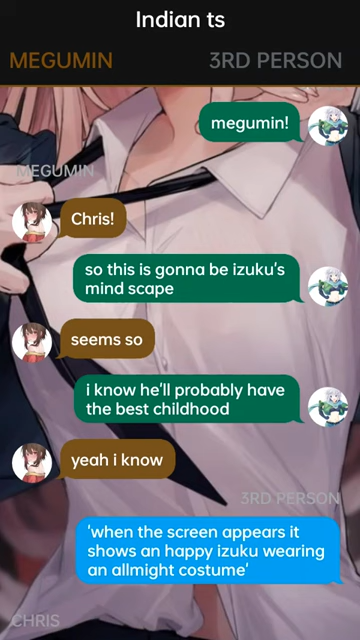 Indian ts
MEGUMIN
3RD PERSON
megumin!
MEGUMIN
Chris!
so this is gonna be izuku's
mind scape
seems so
i know he'll probably have
the best childhood
yeah i know
3RD PERSON
'when the screen appears it
shows an happy izuku wearing
an allmight costume'
CHRIS